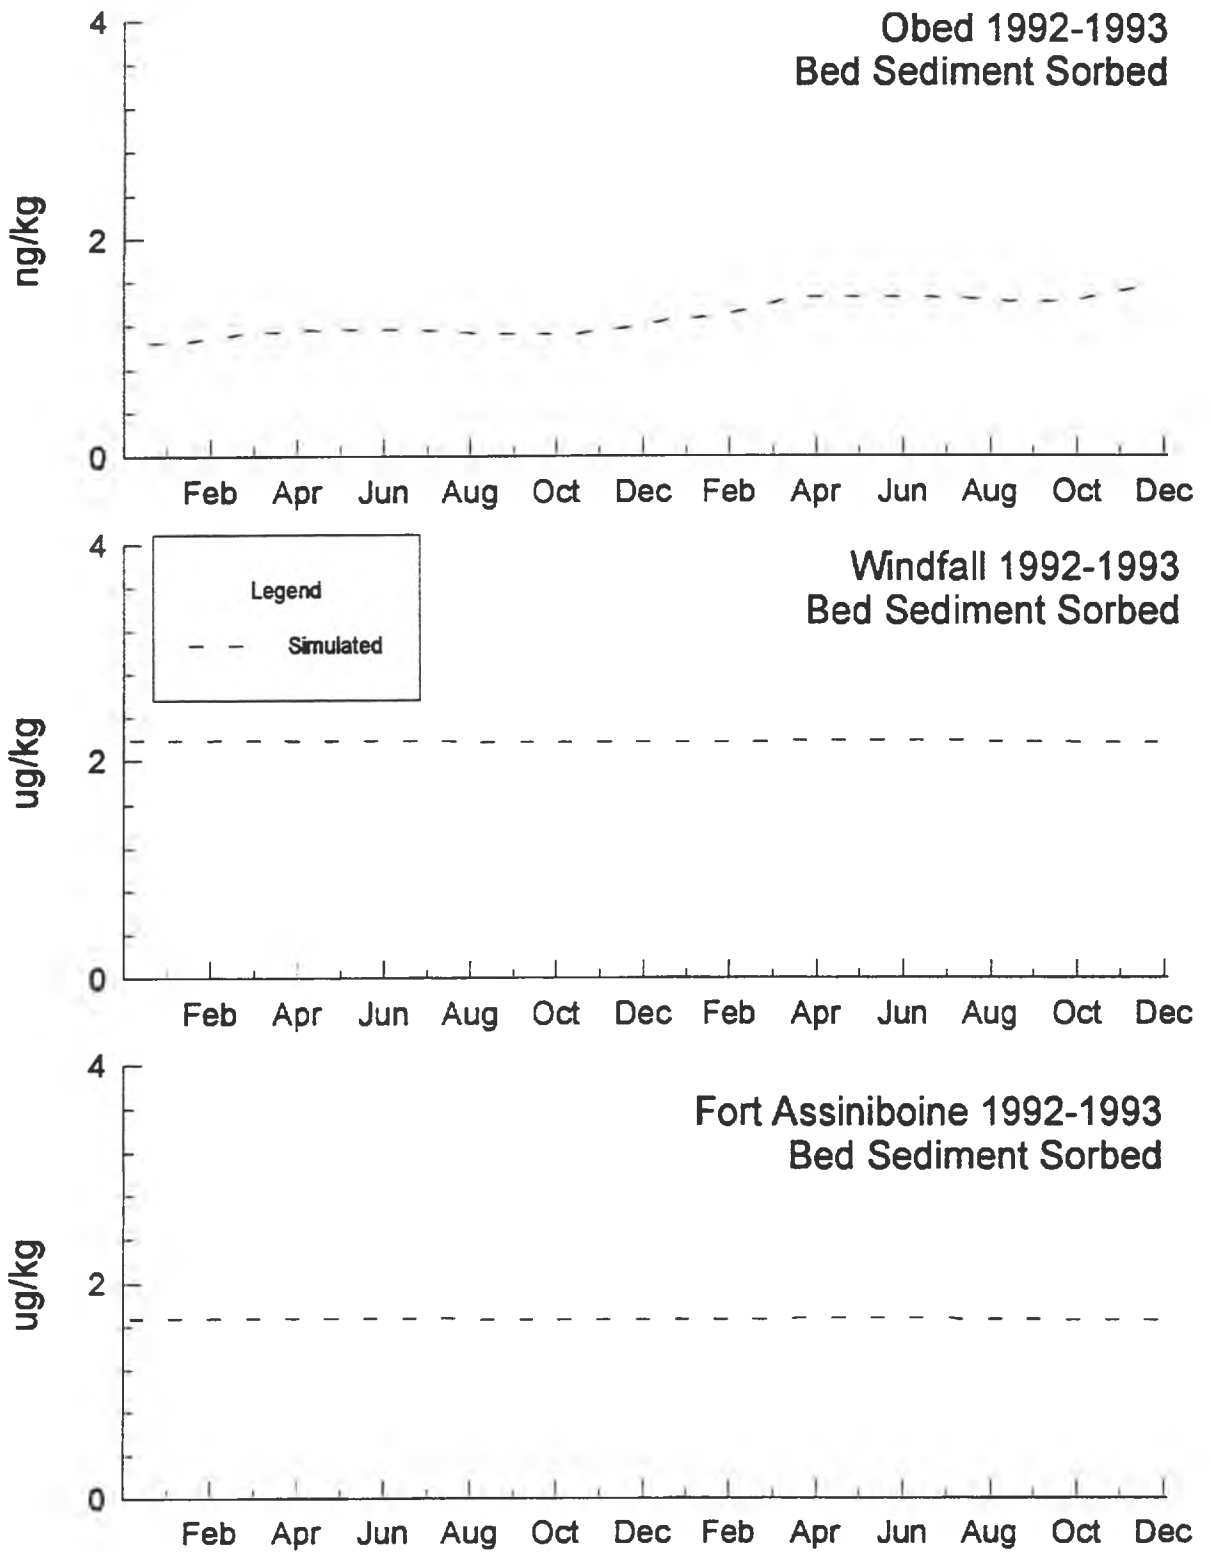 Obed 1992-1993
Bed Sediment Sorbed
ng/kg
4
2
0
Feb Apr Jun Aug Oct Dec Feb Apr Jun Aug Oct Dec
Windfall 1992-1993
Bed Sediment Sorbed
Legend
Simulated
ug/kg
4
2
0
Feb Apr Jun Aug Oct Dec Feb Apr Jun Aug Oct Dec
Fort Assiniboine 1992-1993
Bed Sediment Sorbed
ug/kg
4
2
0
Feb Apr Jun Aug Oct Dec Feb Apr Jun Aug Oct Dec